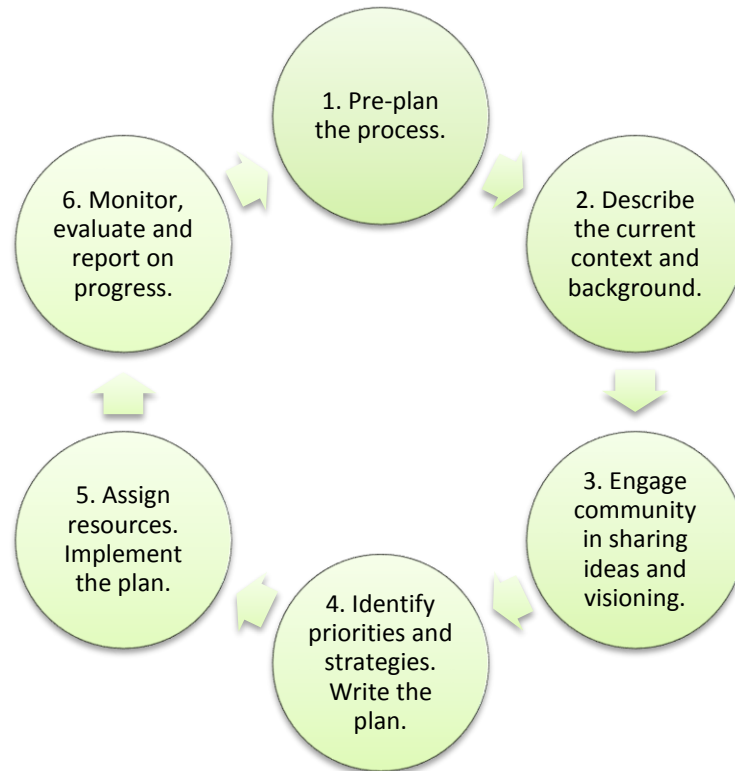 1. Pre-plan
the process.
2. Describe
the current
context and
background.
3. Engage
community
in sharing
ideas and
visioning.
4. Identify
priorities and
strategies.
Write the
plan.
5. Assign
resources.
Implement
the plan.
6. Monitor,
evaluate and
report on
progress.